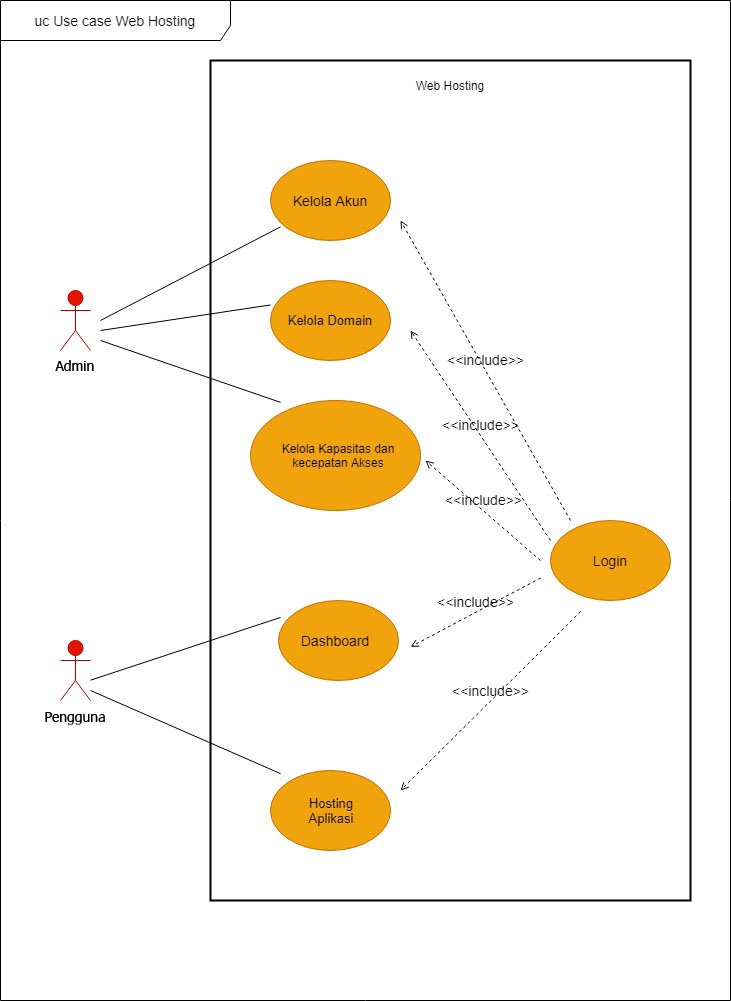 uc Use case Web Hosting
Web Hosting
Kelola Akun
Kelola Domain
Admin
<<include>>
<<include>>
Kelola Kapasitas dan
kecepatan Akses
<<include>>
Login
<<include>>
Dashboard
<<include>>
Pengguna
Hosting
Aplikasi